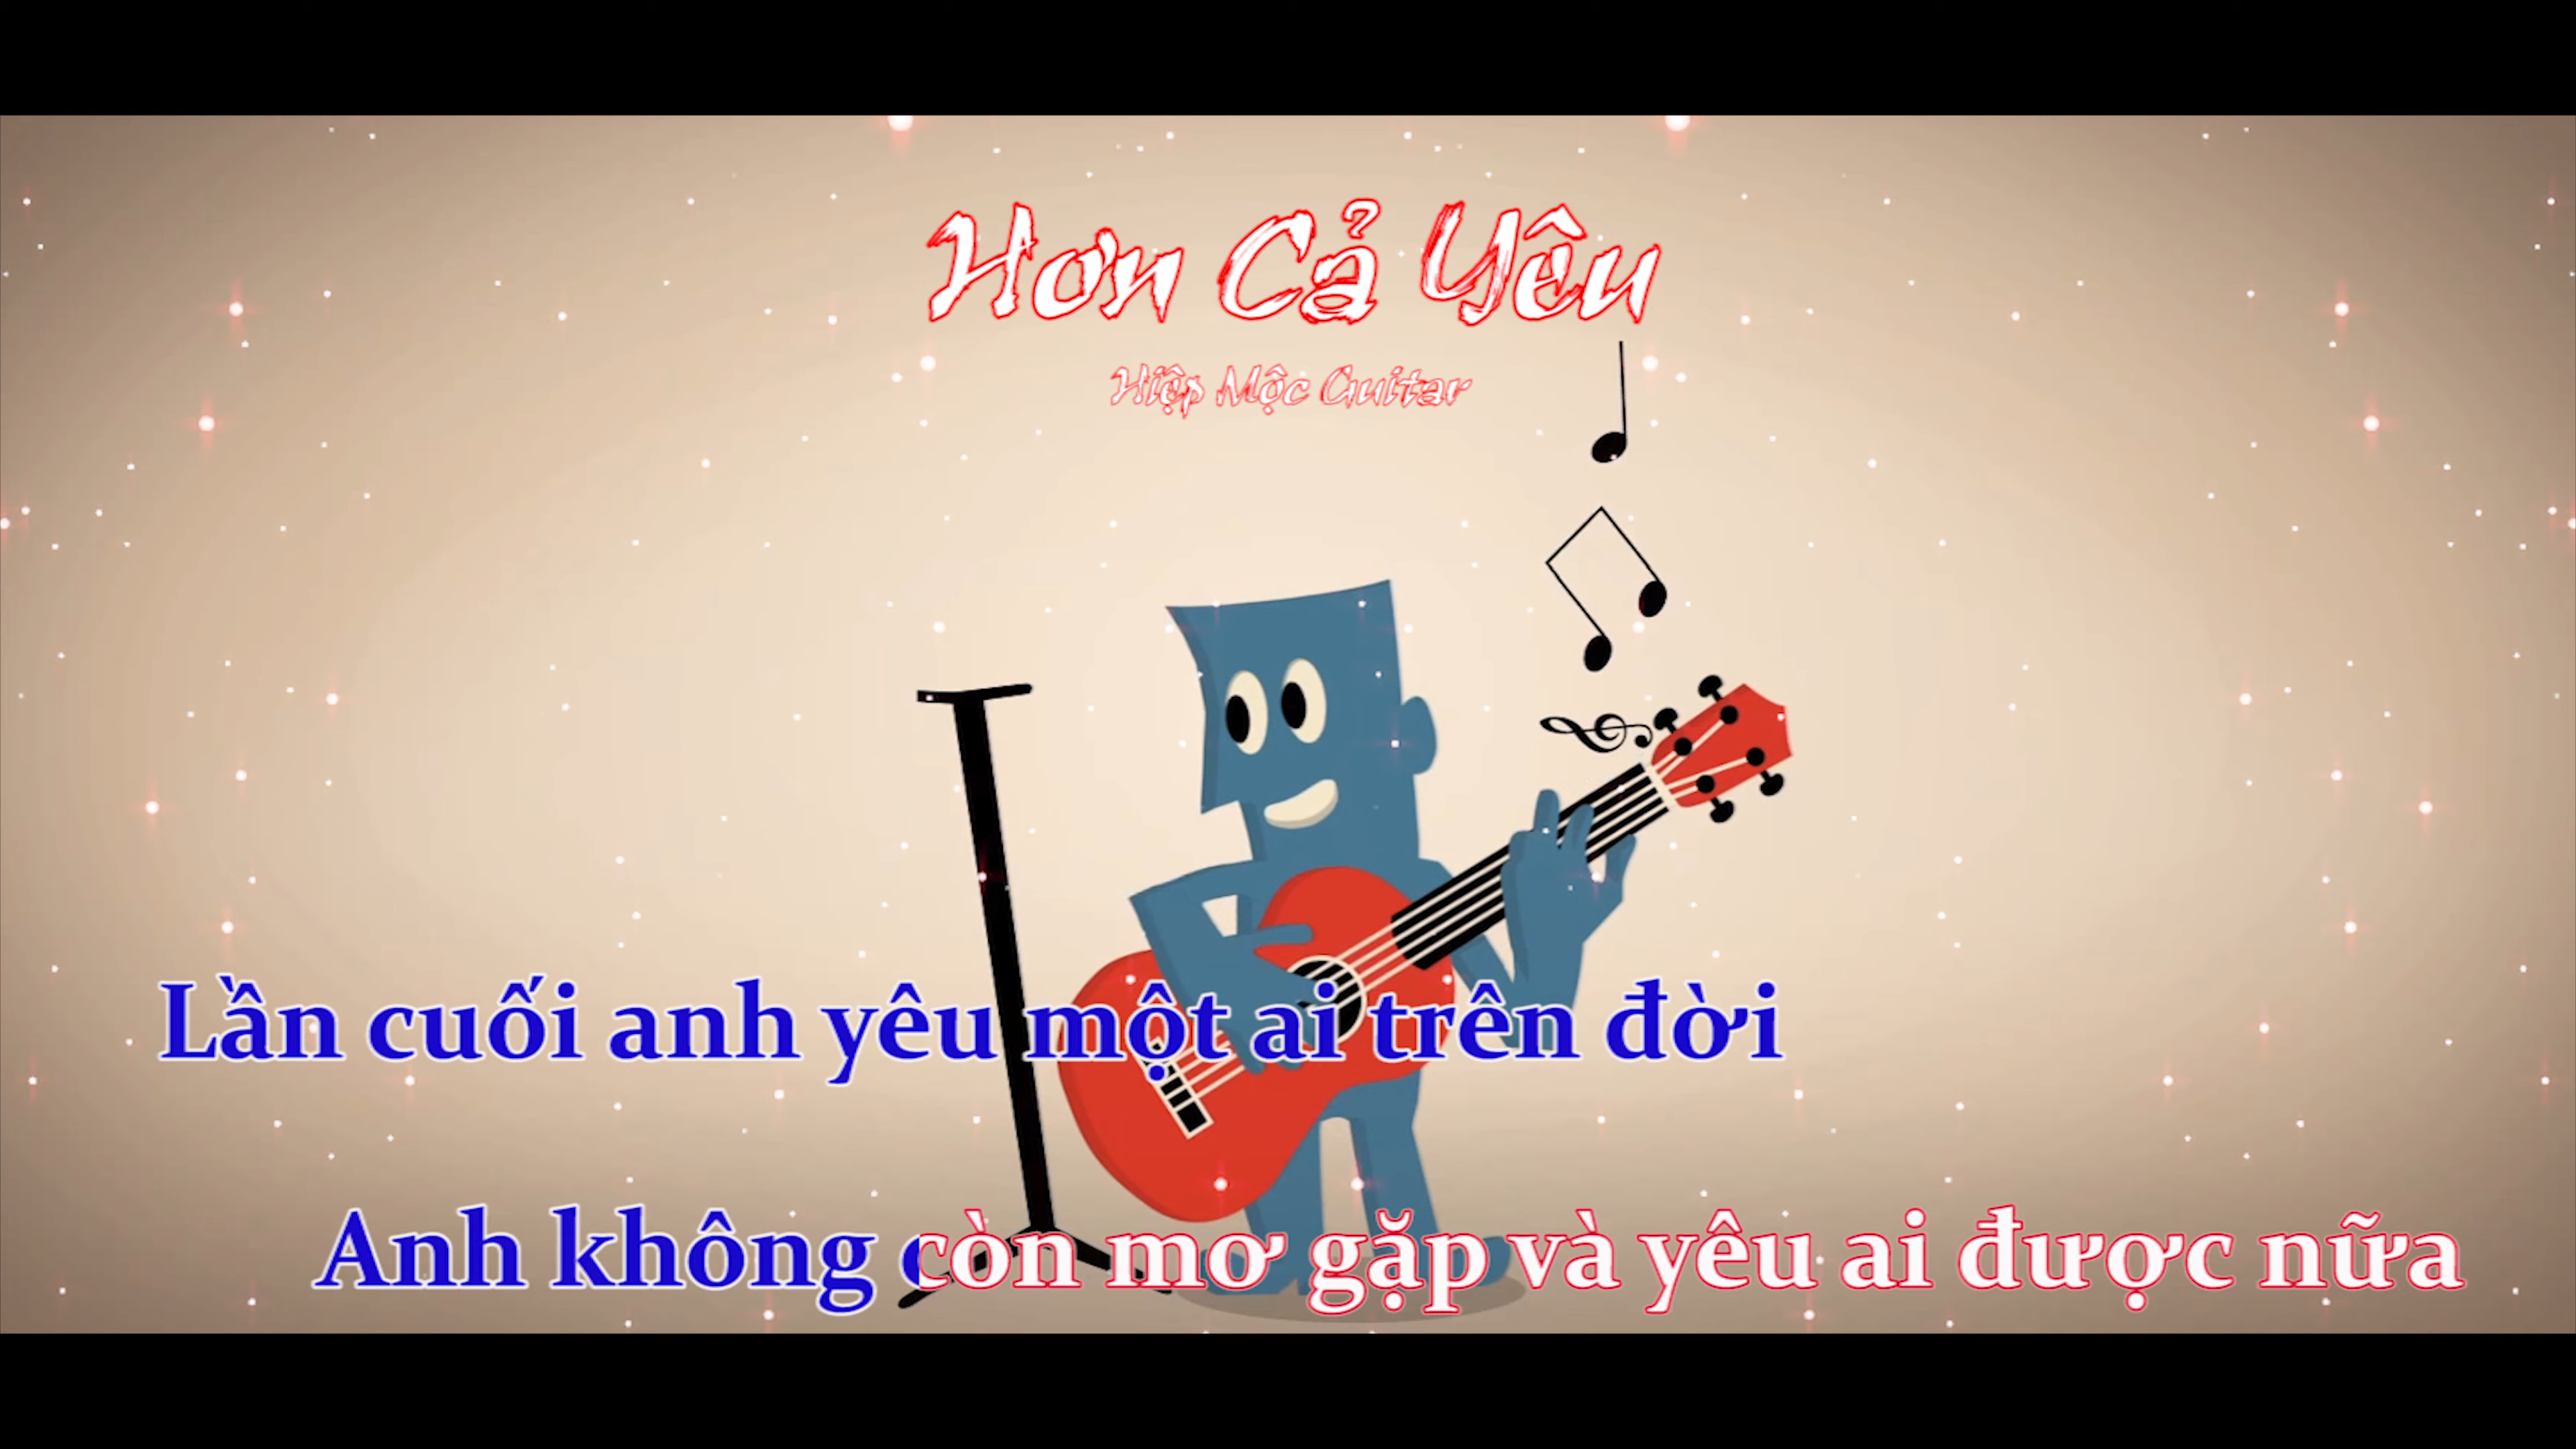 Hơn Cả Yêu
Hiệp Mộc Guitar
Lần cuối anh yêu một ai trên đời
Anh không còn mơ gặp và yêu ai được nữa